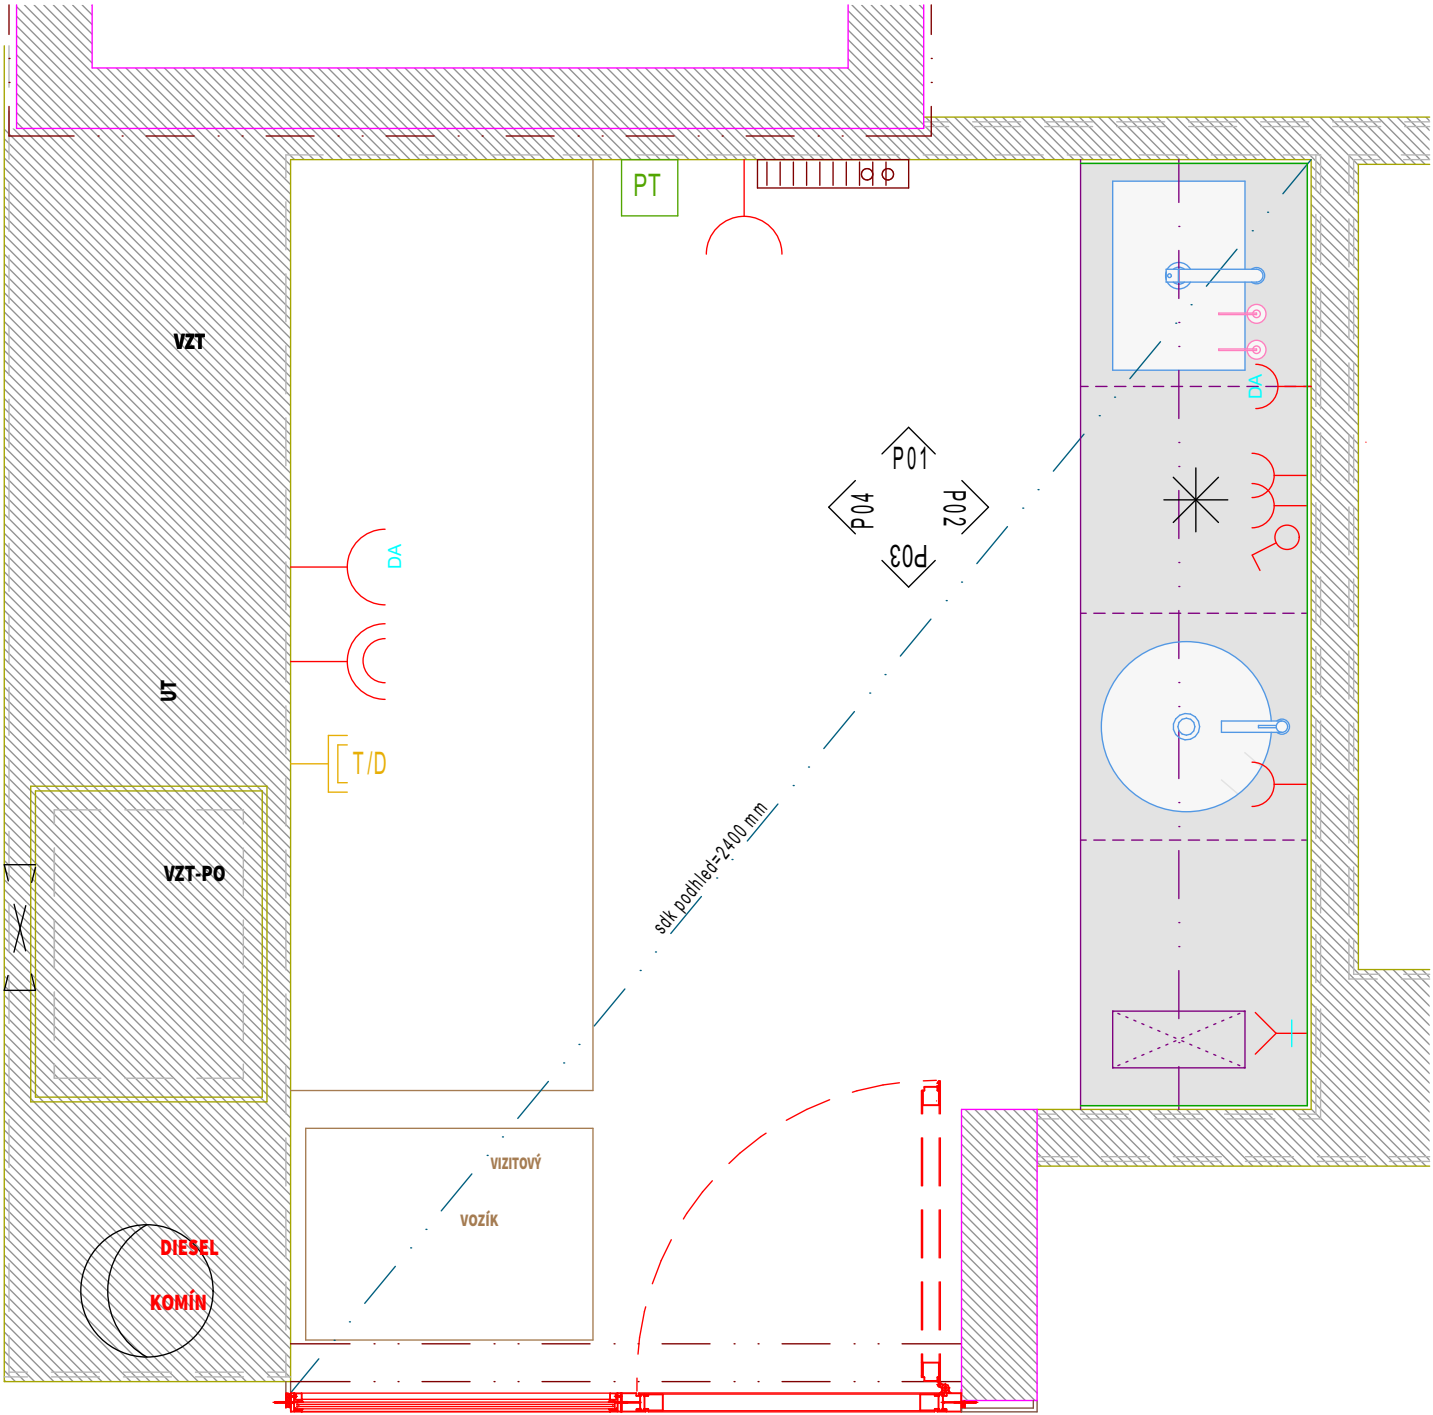 PT
VZT
DA
P01
P04
P02
P03
DA
UT
T/D
sdk podhled=2400 mm
VZT-PO
VIZITOVÝ
VOZÍK
DIESEL
KOMÍN